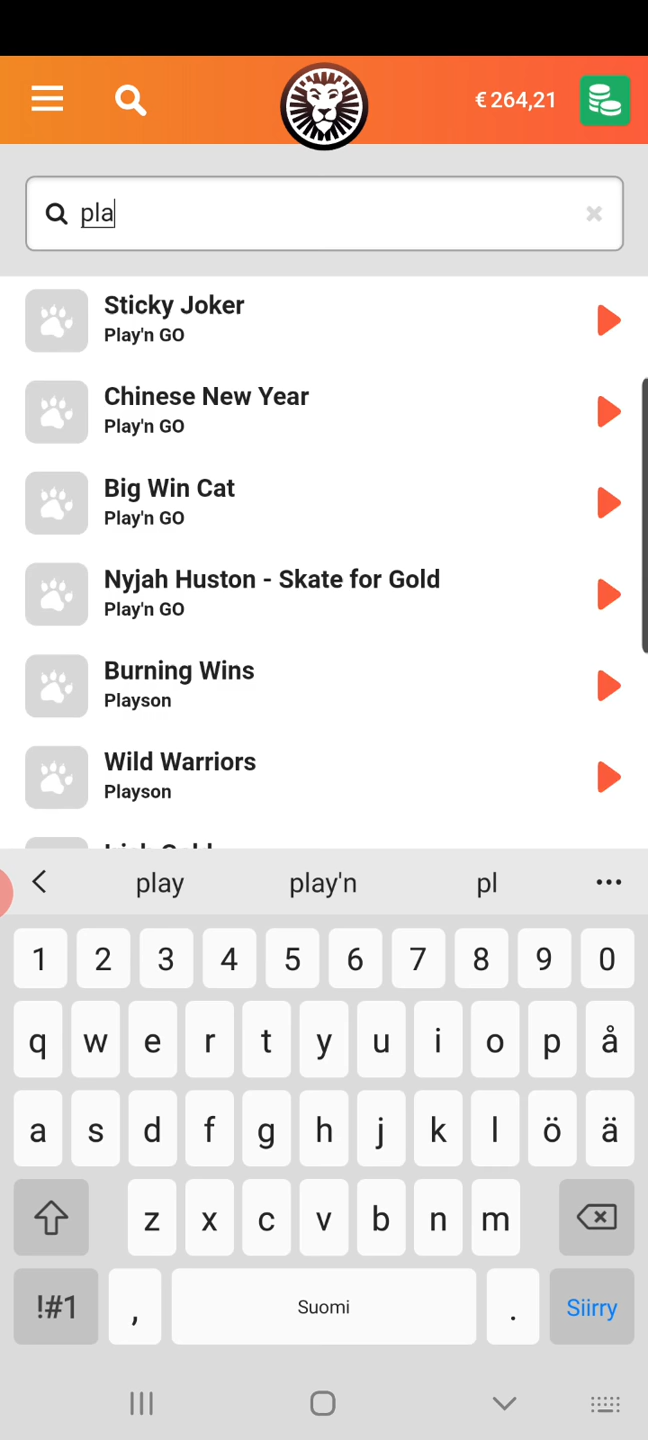 € 264,21
pla
Sticky Joker
Play'n GO
Chinese New Year
Play'n GO
Big Win Cat
Play'n GO
Nyjah Huston - Skate for Gold
Play'n GO
Burning Wins
Playson
Wild Warriors
Playson
play play'n pl ...
1 2 3 4 5 6 7 8 9 0
q w e r t y u i o p å
a s d f g h j k l ö ä
z x c v b n m
!#1 , Suomi . Siirry